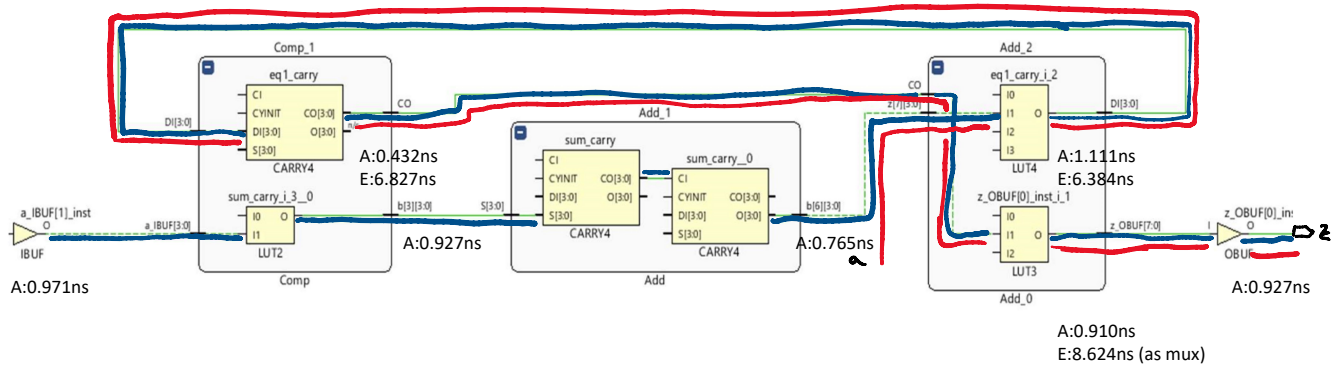 Comp_1
Add_2
eq1_carry
CI
CYINIT
DI[3:0]
S[3:0]
CO[3:0]
O[3:0]
CARRY4
DI[3:0]
CO
n/c
A:0.432ns
E:6.827ns
sum_carry_i_3__0
I0
I1
O
LUT2
a_IBUF[1]_inst
O
IBUF
a_IBUF[3:0]
b[3][3:0]
Comp
A:0.971ns
A:0.927ns
Add_1
sum_carry
CI
CYINIT
DI[3:0]
S[3:0]
CO[3:0]
O[3:0]
CARRY4
S[3:0]
sum_carry__0
CI
CYINIT
DI[3:0]
S[3:0]
CO[3:0]
O[3:0]
CARRY4
b[6][3:0]
Add
A:0.765ns
a
CO
z[7][3:0]
eq1_carry_i_2
I0
I1
I2
I3
O
LUT4
DI[3:0]
A:1.111ns
E:6.384ns
z_OBUF[0]_inst_i_1
I0
I1
I2
O
LUT3
z_OBUF[7:0]
Add_0
z_OBUF[0]_ins
I
O
OBUF
z
A:0.927ns
A:0.910ns
E:8.624ns (as mux)